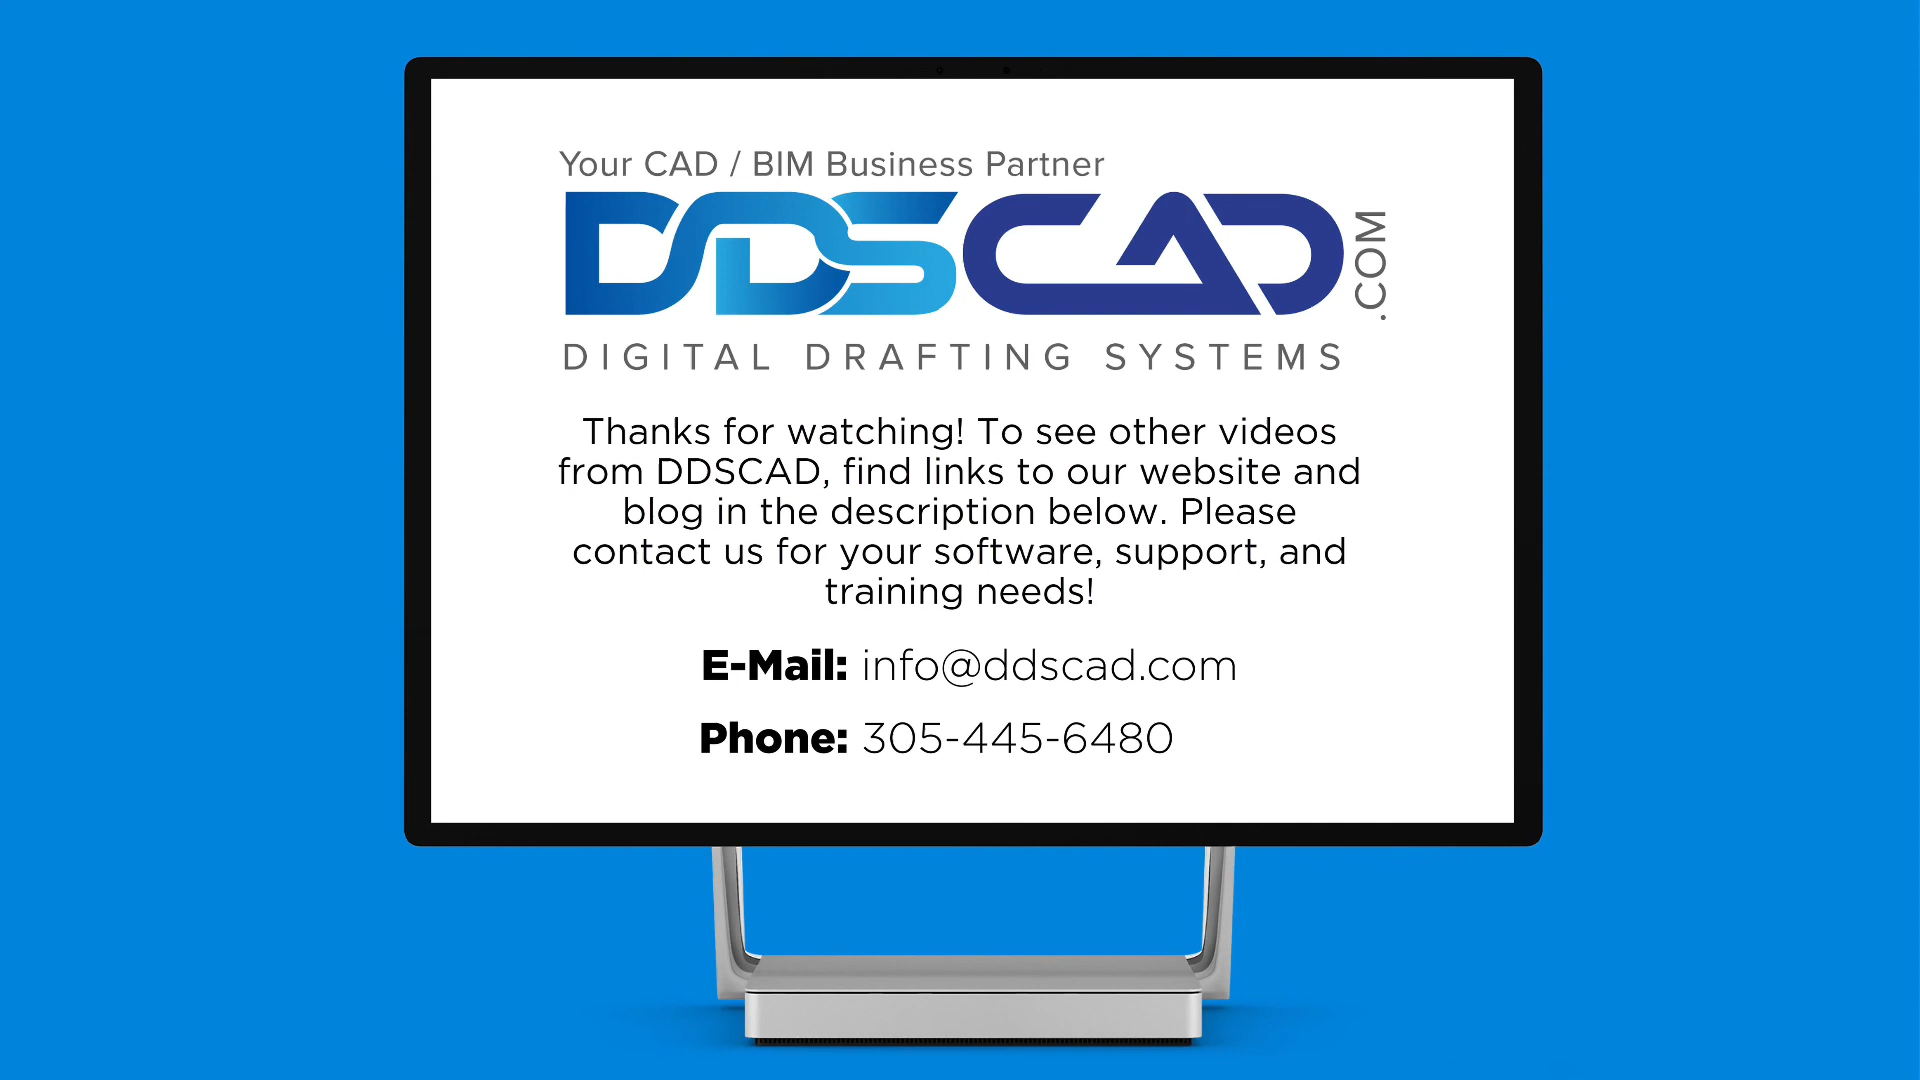 Your CAD / BIM Business Partner
DDSCAD
.COM
DIGITAL DRAFTING SYSTEMS
Thanks for watching! To see other videos
from DDSCAD, find links to our website and
blog in the description below. Please
contact us for your software, support, and
training needs!
E-Mail: info@ddscad.com
Phone: 305-445-6480